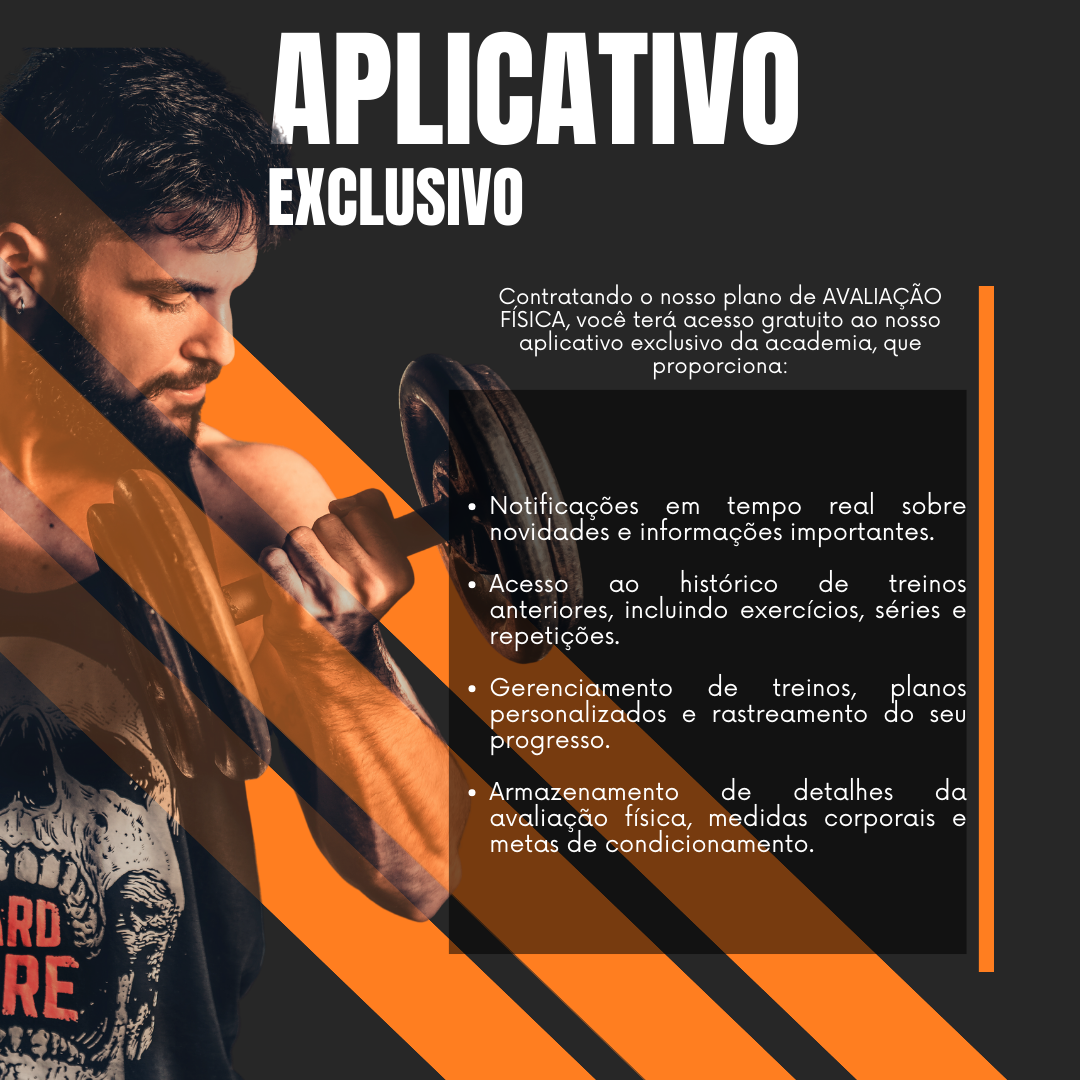 APLICATIVO
EXCLUSIVO
Contratando o nosso plano de AVALIAÇÃO
FÍSICA, você terá acesso gratuito ao nosso
aplicativo exclusivo da academia, que
proporciona:
• Notificações em tempo real sobre
novidades e informações importantes.
• Acesso ao histórico de treinos
anteriores, incluindo exercícios, séries e
repetições.
• Gerenciamento de treinos, planos
personalizados e rastreamento do seu
progresso.
• Armazenamento de detalhes da
avaliação física, medidas corporais e
metas de condicionamento.
ARD
RE